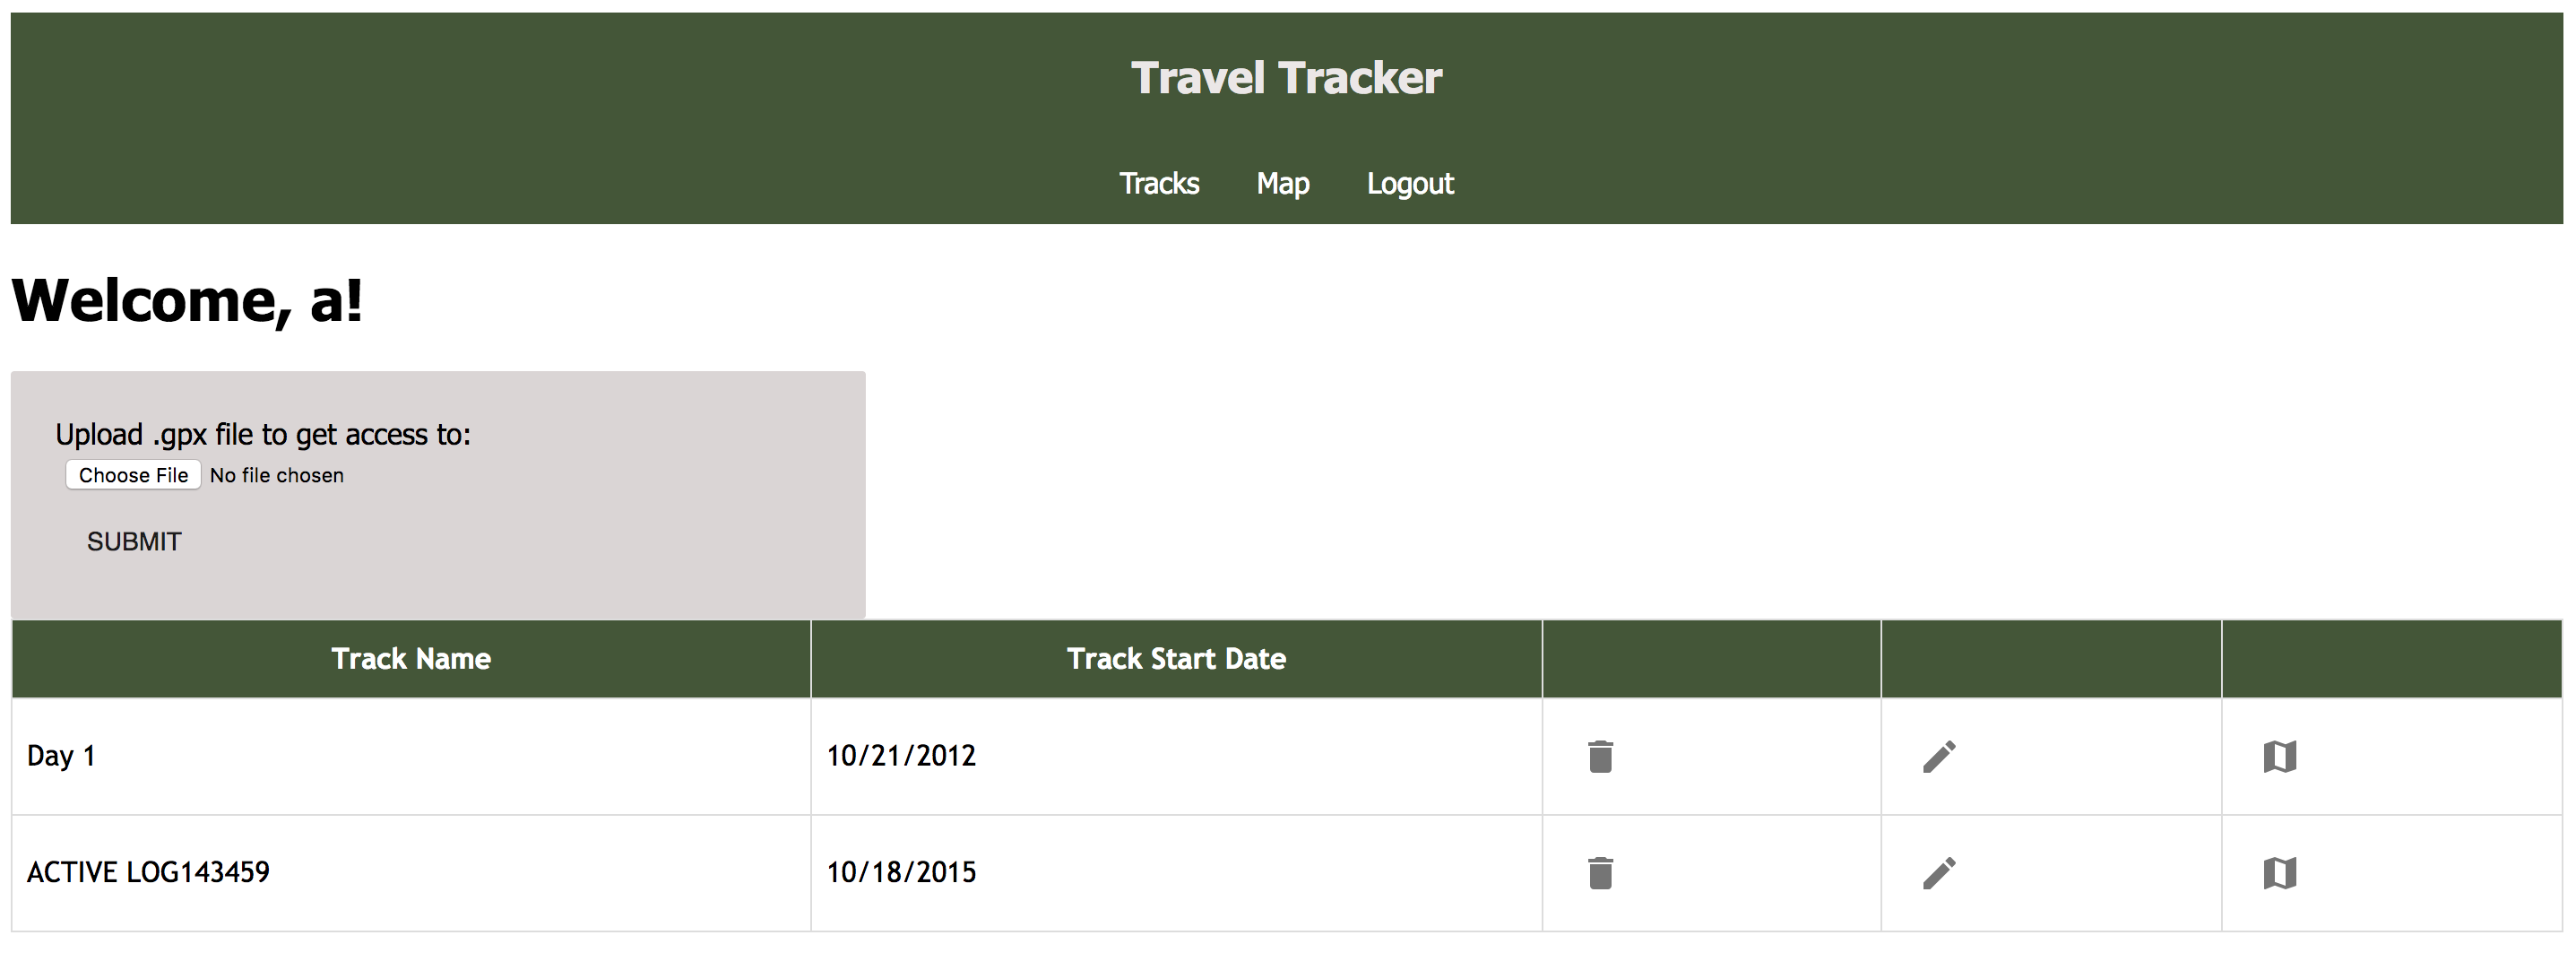 Travel Tracker
Tracks Map Logout
Welcome, a!
Upload .gpx file to get access to:
Choose File No file chosen
SUBMIT
Track Name Track Start Date
Day 1 10/21/2012
ACTIVE LOG143459 10/18/2015